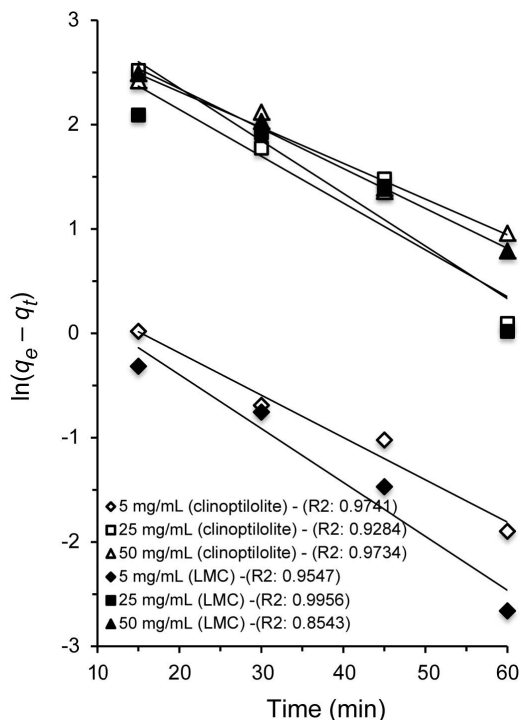 3
2
1
0
-1
-2
-3
ln(qe – qt)
5 mg/mL (clinoptilolite) - (R2: 0.9741)
25 mg/mL (clinoptilolite) - (R2: 0.9284)
50 mg/mL (clinoptilolite) - (R2: 0.9734)
5 mg/mL (LMC) -(R2: 0.9547)
25 mg/mL (LMC) -(R2: 0.9956)
50 mg/mL (LMC) -(R2: 0.8543)
10 20 30 40 50 60
Time (min)